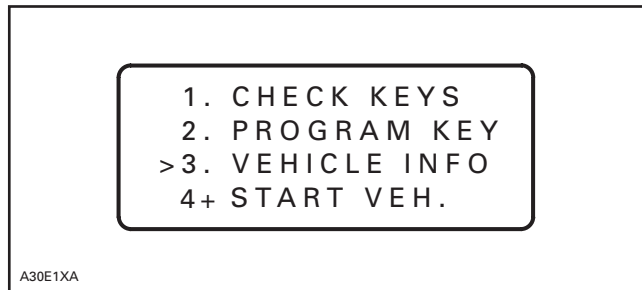 1. CHECK KEYS
2. PROGRAM KEY
>3. VEHICLE INFO
4+ START VEH.
A30E1XA